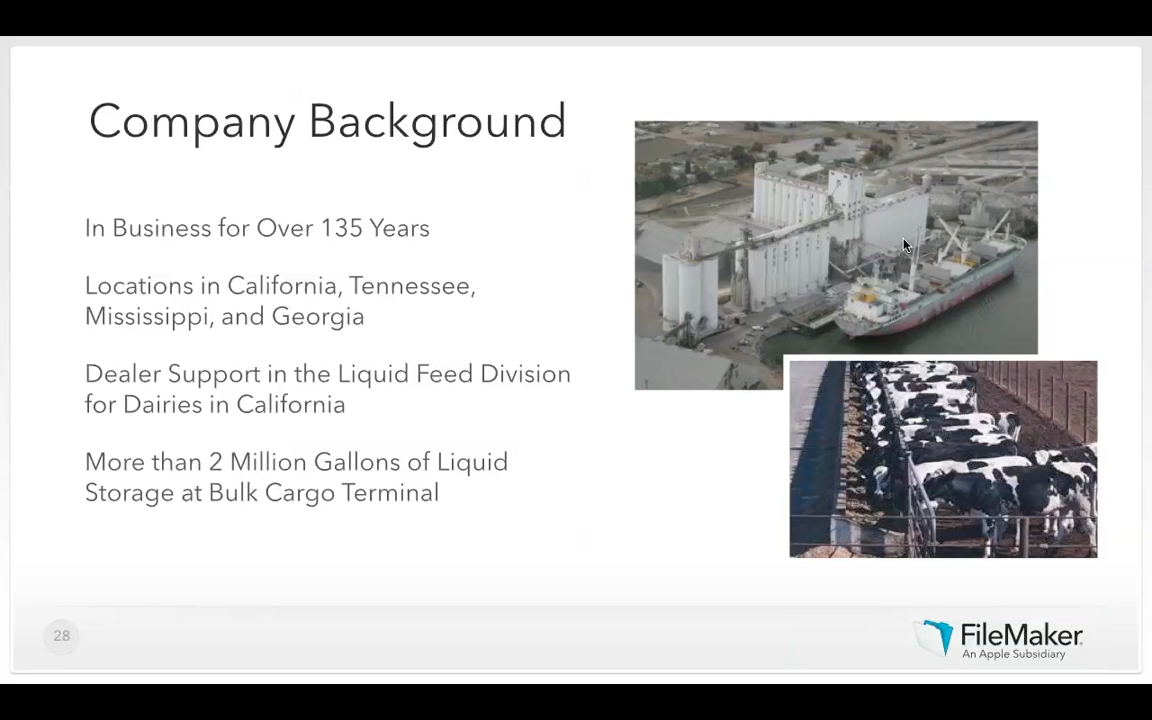 Company Background
In Business for Over 135 Years
Locations in California, Tennessee,
Mississippi, and Georgia
Dealer Support in the Liquid Feed Division
for Dairies in California
More than 2 Million Gallons of Liquid
Storage at Bulk Cargo Terminal
28
FileMaker
An Apple Subsidiary